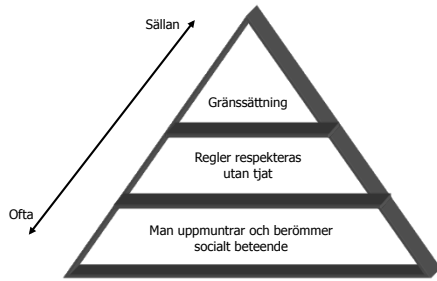 Sällan
Gränssättning
Regler respekteras
utan tjat
Ofta
Man uppmuntrar och berömmer
socialt beteende